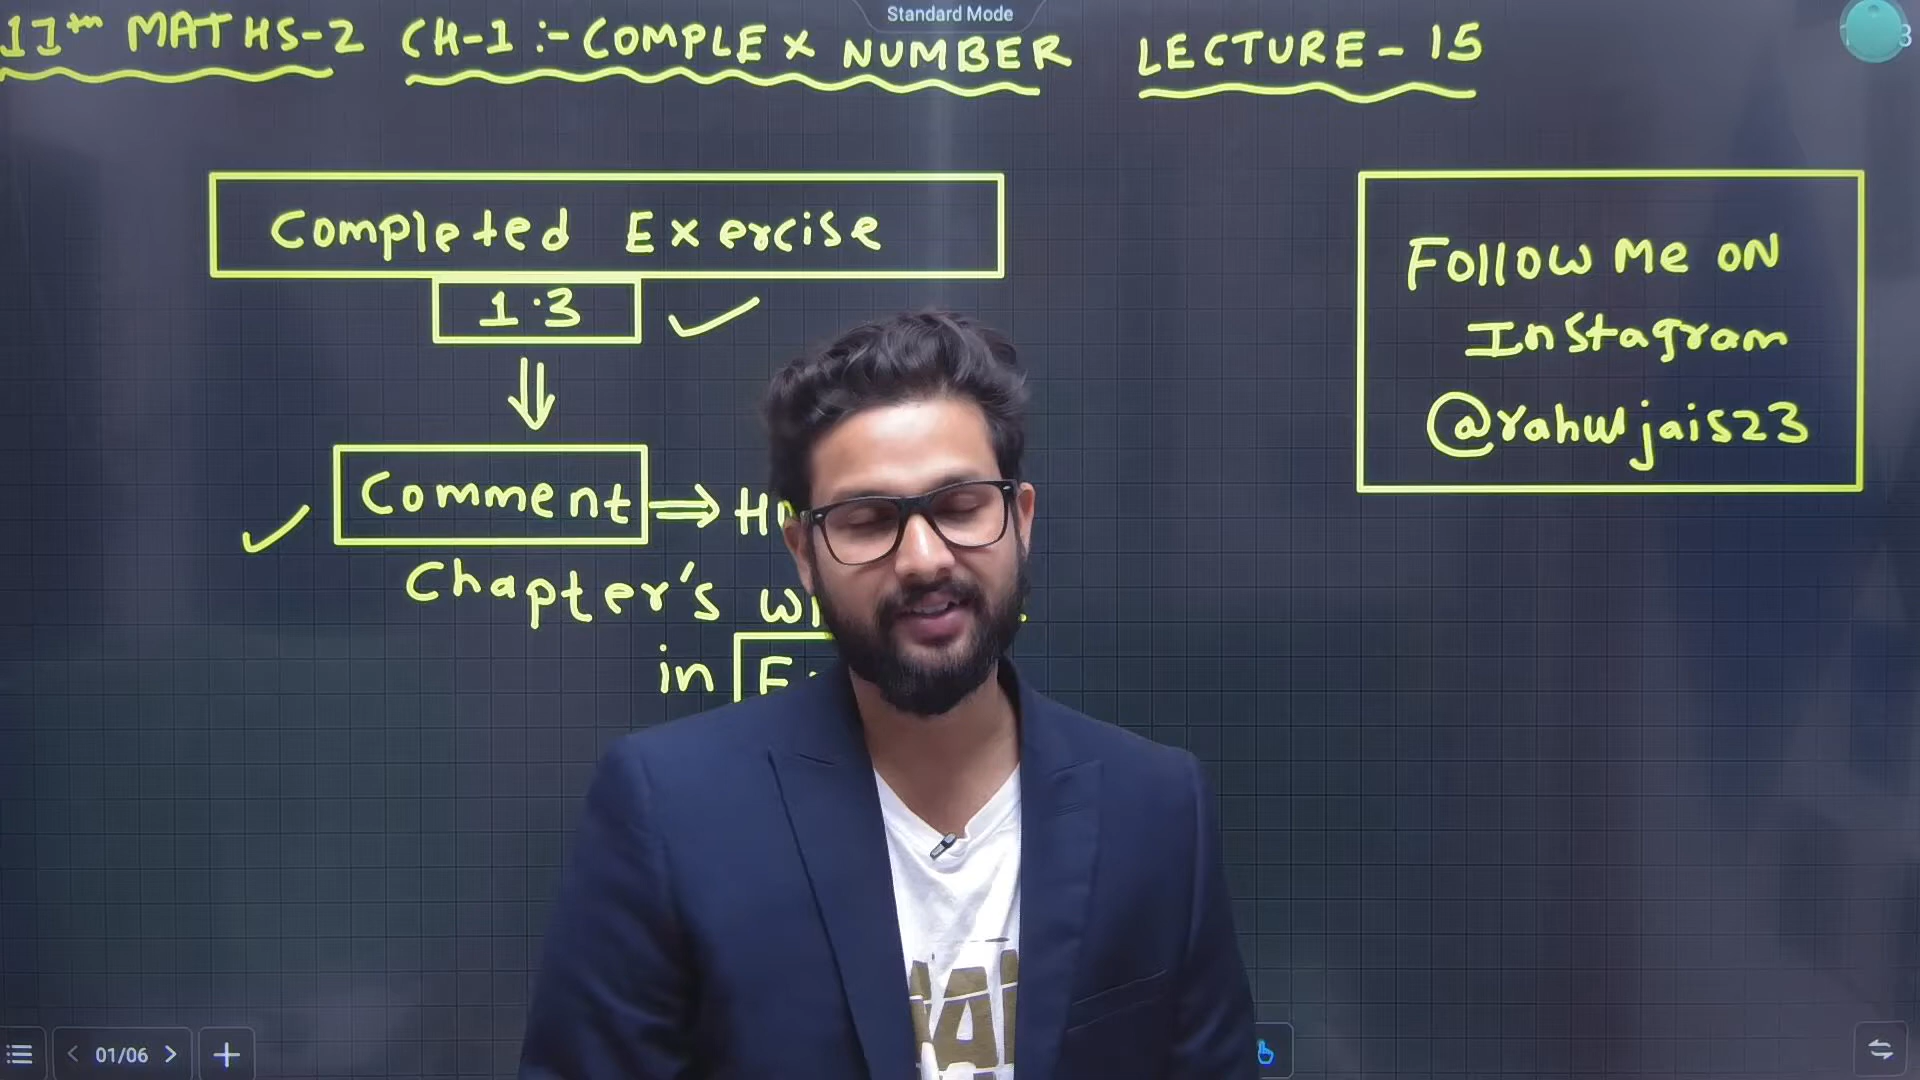 Standard Mode
11th MATHS-2 CH-1 :- COMPLEX NUMBER LECTURE - 15
Completed Exercise
1.3
Comment ⇒
Chapter's
in
Follow Me ON
Instagram
@rahuljais23
01/06